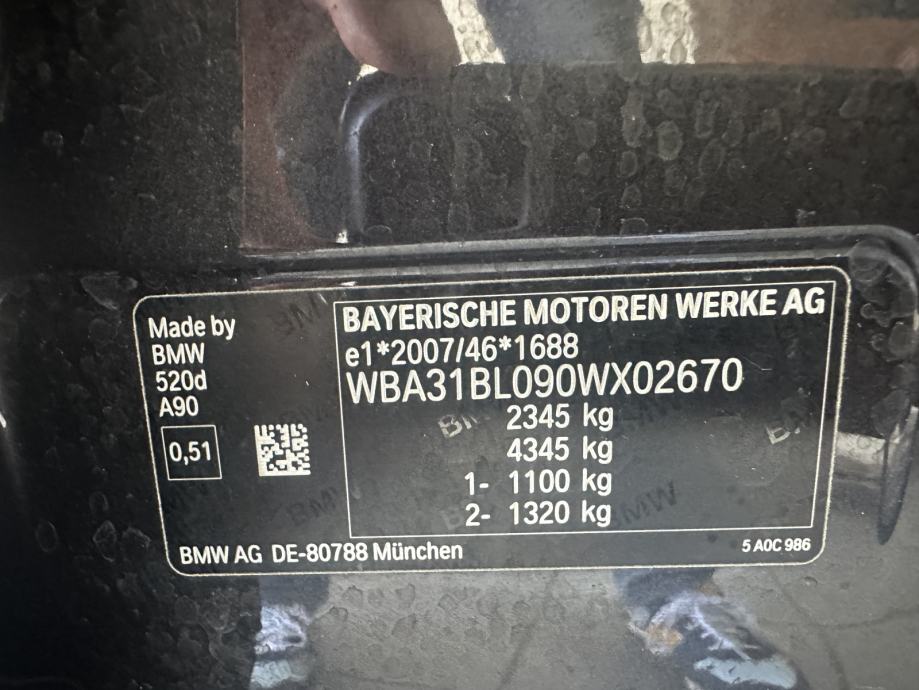 Made by
BMW
520d
A90
0,51
BAYERISCHE MOTOREN WERKE AG
e1*2007/46*1688
WBA31BL090WX02670
2345 kg
4345 kg
1- 1100 kg
2- 1320 kg
BMW AG DE-80788 München
5 A0C 986